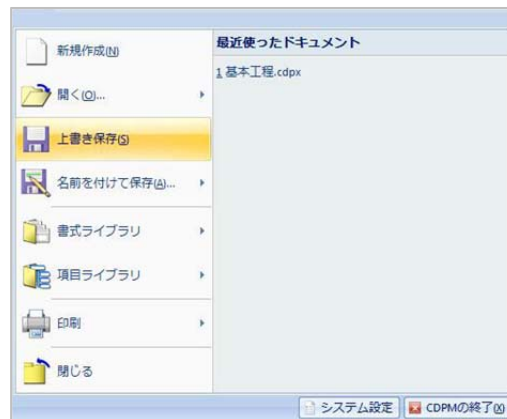 新規作成(N)
開く(O)...
上書き保存(S)
名前を付けて保存(A)...
書式ライブラリ
項目ライブラリ
印刷
閉じる
最近使ったドキュメント
1 基本工程.cdpx
システム設定
CDPMの終了(X)